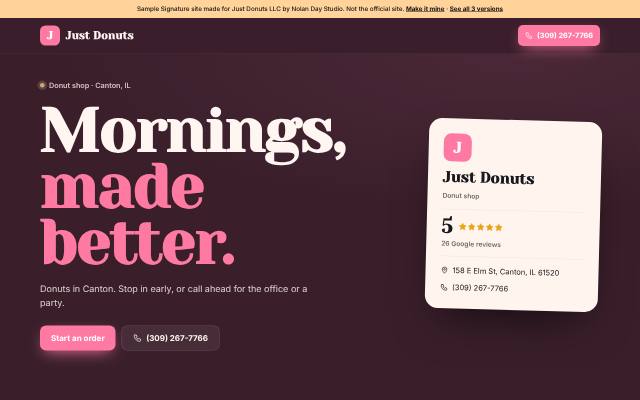 Sample Signature site made for Just Donuts LLC by Nolan Day Studio. Not the official site. Make it mine · See all 3 versions
J Just Donuts
(309) 267-7766
Donut shop · Canton, IL
Mornings,
made
better.
Donuts in Canton. Stop in early, or call ahead for the office or a
party.
Start an order
(309) 267-7766
J
Just Donuts
Donut shop
5
26 Google reviews
158 E Elm St, Canton, IL 61520
(309) 267-7766